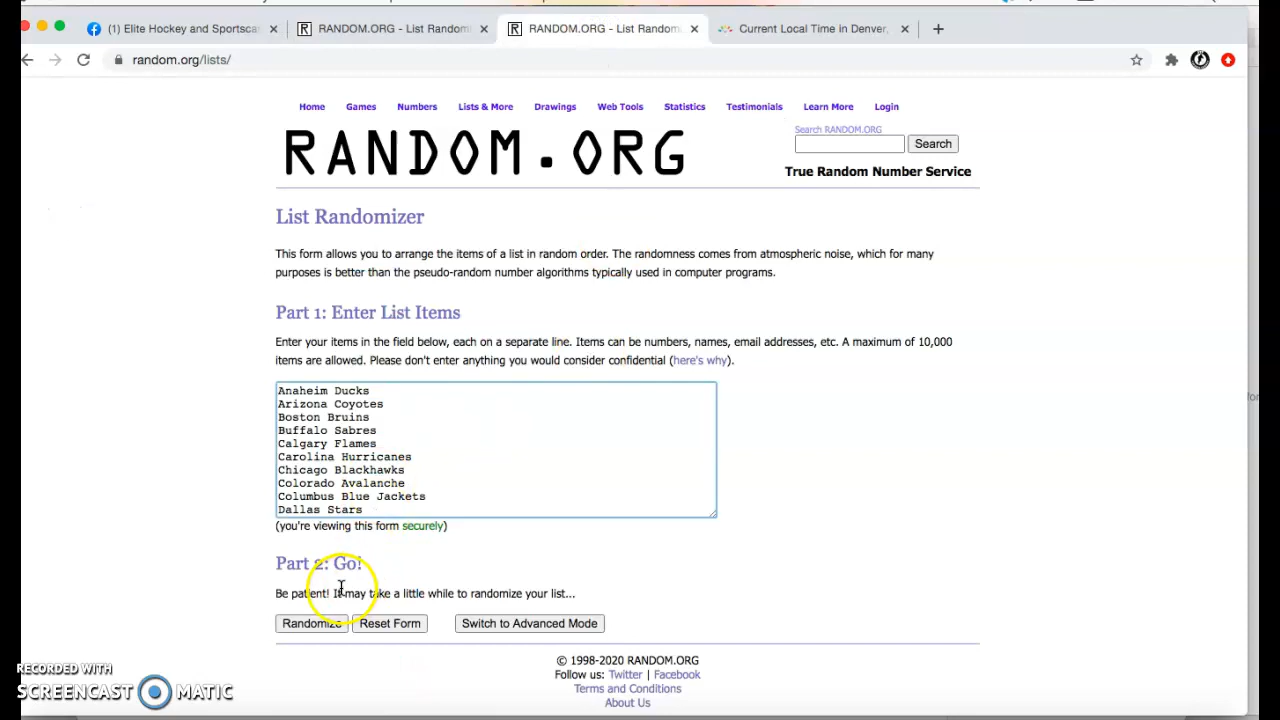 (1) Elite Hockey and Sportsca
RANDOM.ORG - List Random
RANDOM.ORG - List Random
Current Local Time in Denver,
random.org/lists/
Home Games Numbers Lists & More Drawings Web Tools Statistics Testimonials Learn More Login
Search RANDOM.ORG
RANDOM.ORG
Search
True Random Number Service
List Randomizer
This form allows you to arrange the items of a list in random order. The randomness comes from atmospheric noise, which for many
purposes is better than the pseudo-random number algorithms typically used in computer programs.
Part 1: Enter List Items
Enter your items in the field below, each on a separate line. Items can be numbers, names, email addresses, etc. A maximum of 10,000
items are allowed. Please don't enter anything you would consider confidential (here's why).
Anaheim Ducks
Arizona Coyotes
Boston Bruins
Buffalo Sabres
Calgary Flames
Carolina Hurricanes
Chicago Blackhawks
Colorado Avalanche
Columbus Blue Jackets
Dallas Stars
(you're viewing this form securely)
Part 2: Go!
Be patient! It may take a little while to randomize your list...
Randomize Reset Form Switch to Advanced Mode
© 1998-2020 RANDOM.ORG
Follow us: Twitter | Facebook
Terms and Conditions
About Us
RECORDED WITH
SCREENCAST MATIC